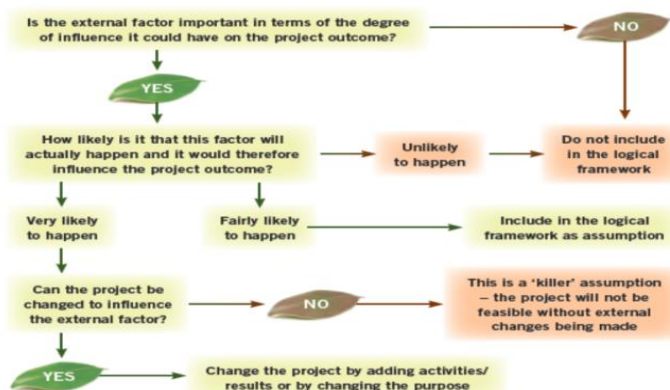 Is the external factor important in terms of the degree
of influence it could have on the project outcome?
NO
YES
How likely is it that this factor will
actually happen and it would therefore
influence the project outcome?
Unlikely
to happen
Do not include
in the logical
framework
Very likely
to happen
Fairly likely
to happen
Include in the logical
framework as assumption
Can the project be
changed to influence
the external factor?
NO
This is a ‘killer’ assumption
– the project will not be
feasible without external
changes being made
YES
Change the project by adding activities/
results or by changing the purpose